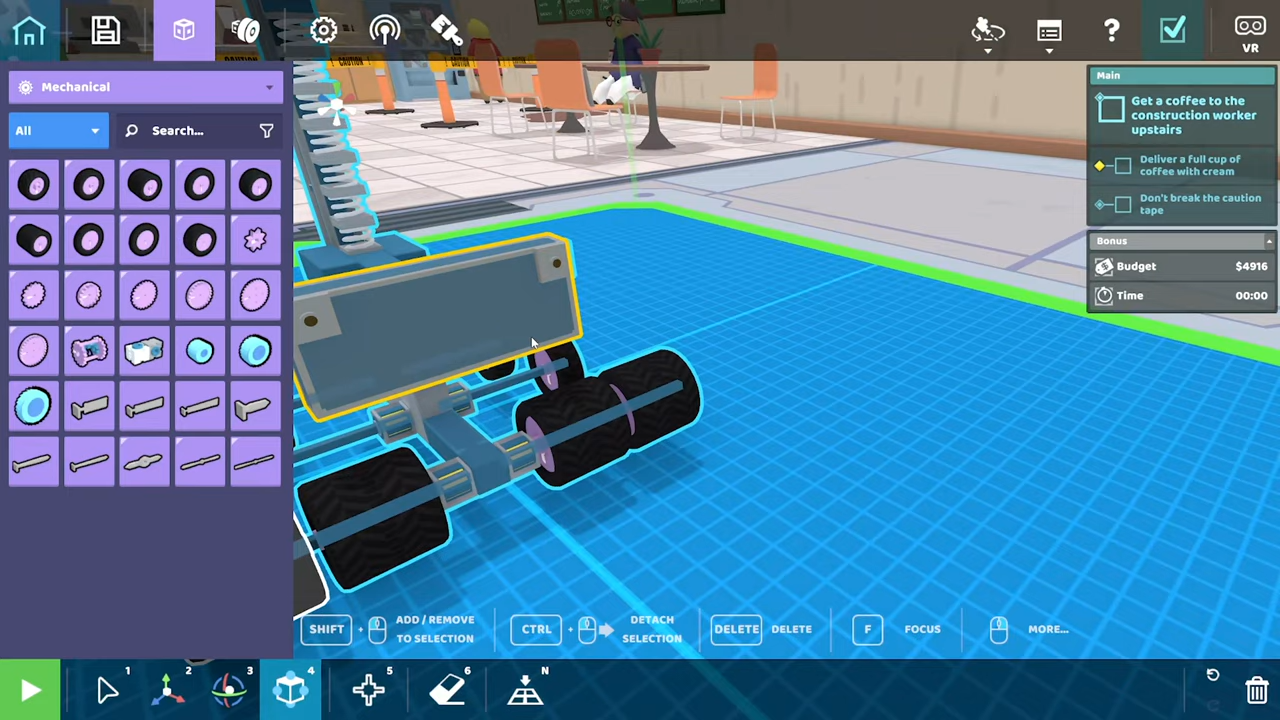 VR
CAUTION
Mechanical
All
Search...
Main
Get a coffee to the
construction worker
upstairs
Deliver a full cup of
coffee with cream
Don't break the caution
tape
Bonus
Budget
$4916
Time
00:00
SHIFT
+
ADD / REMOVE
TO SELECTION
CTRL
+
DETACH
SELECTION
DELETE
DELETE
F
FOCUS
MORE...
1
2
3
4
5
6
N